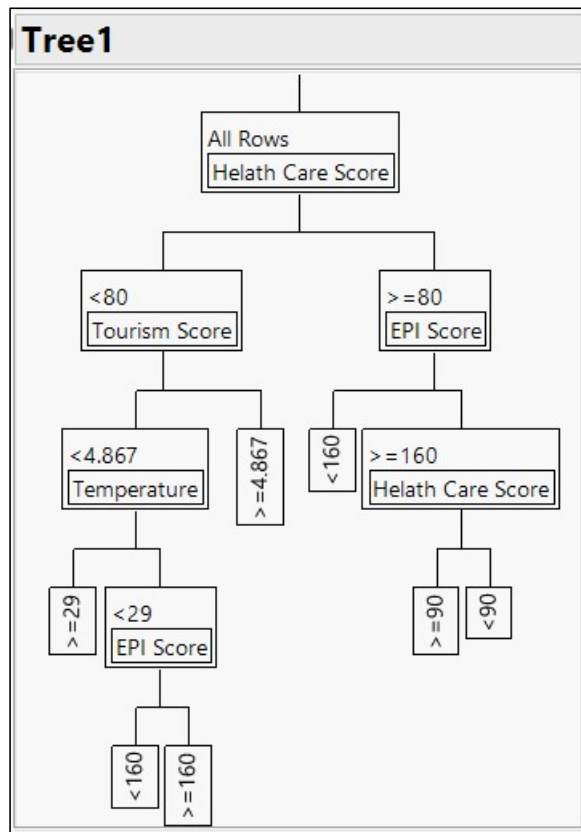 Tree1
All Rows
Helath Care Score
<80
Tourism Score
>=80
EPI Score
<4.867
Temperature
>=4.867
<160
>=160
Helath Care Score
>=29
<29
EPI Score
>=90
<90
<160
>=160